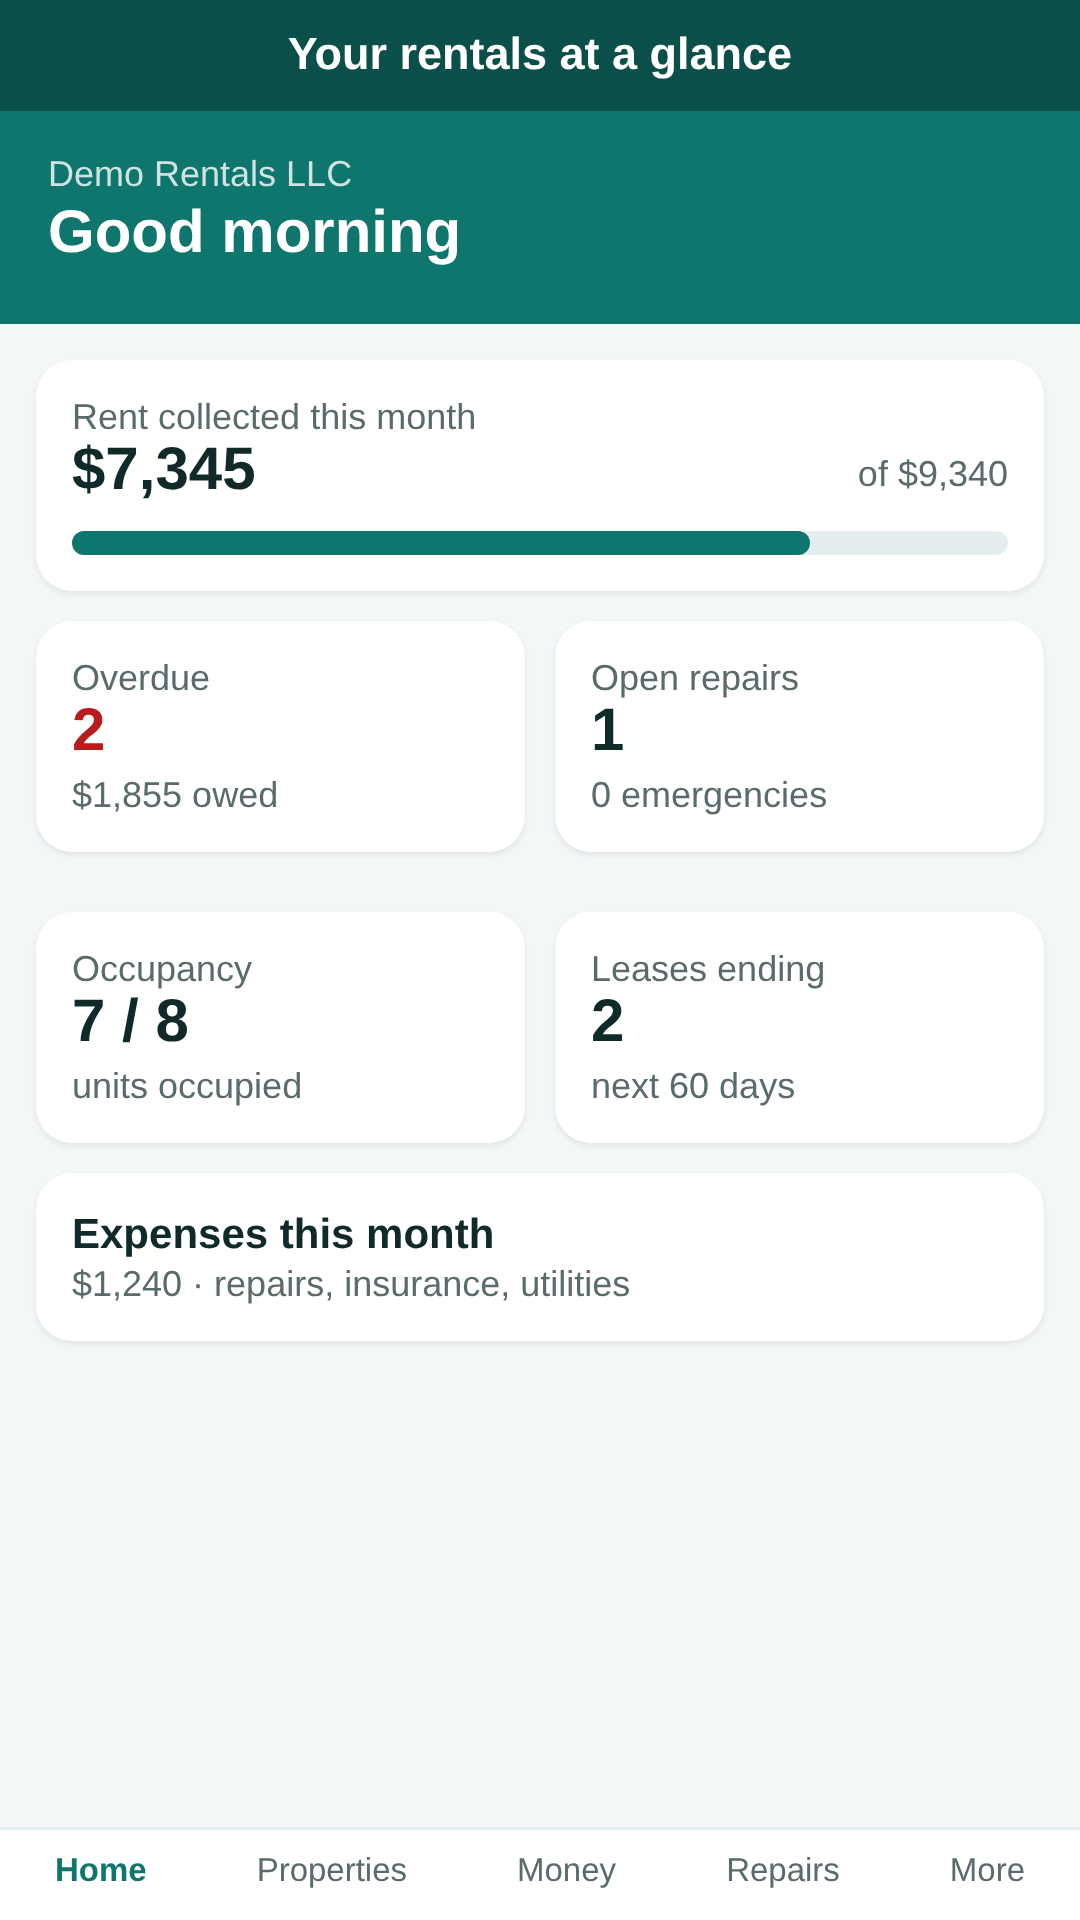 Your rentals at a glance
Demo Rentals LLC
Good morning
Rent collected this month
$7,345
of $9,340
Overdue
2
$1,855 owed
Open repairs
1
0 emergencies
Occupancy
7 / 8
units occupied
Leases ending
2
next 60 days
Expenses this month
$1,240 · repairs, insurance, utilities
Home
Properties
Money
Repairs
More